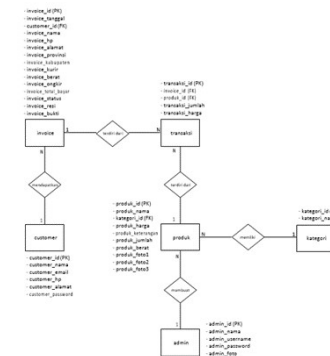 - invoice_id (PK)
- invoice_tanggal
- customer_id (FK)
- invoice_nama
- invoice_hp
- invoice_alamat
- invoice_provinsi
- invoice_kabupaten
- invoice_kurir
- invoice_berat
- invoice_ongkir
- invoice_total_bayar
- invoice_status
- invoice_resi
- invoice_bukti
- transaksi_id (PK)
- invoice_id (FK)
- produk_id (FK)
- transaksi_jumlah
- transaksi_harga
invoice
1
terdiri dari
N
transaksi
N
N
mendapatkan
terdiri dari
- produk_id (PK)
- produk_nama
- kategori_id (FK)
- produk_harga
- produk_keterangan
- produk_jumlah
- produk_berat
- produk_foto1
- produk_foto2
- produk_foto3
- kategori_id
- kategori_na
1
1
customer
produk
N
memiliki
kategori
- customer_id (PK)
- customer_nama
- customer_email
- customer_hp
- customer_alamat
- customer_password
N
1
admin
- admin_id (PK)
- admin_nama
- admin_username
- admin_password
- admin_foto